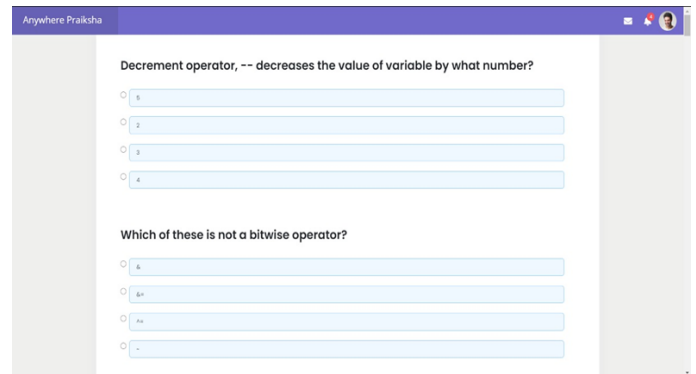 Anywhere Praiksha
Decrement operator, -- decreases the value of variable by what number?
5
2
3
4
Which of these is not a bitwise operator?
&
&=
^=
-